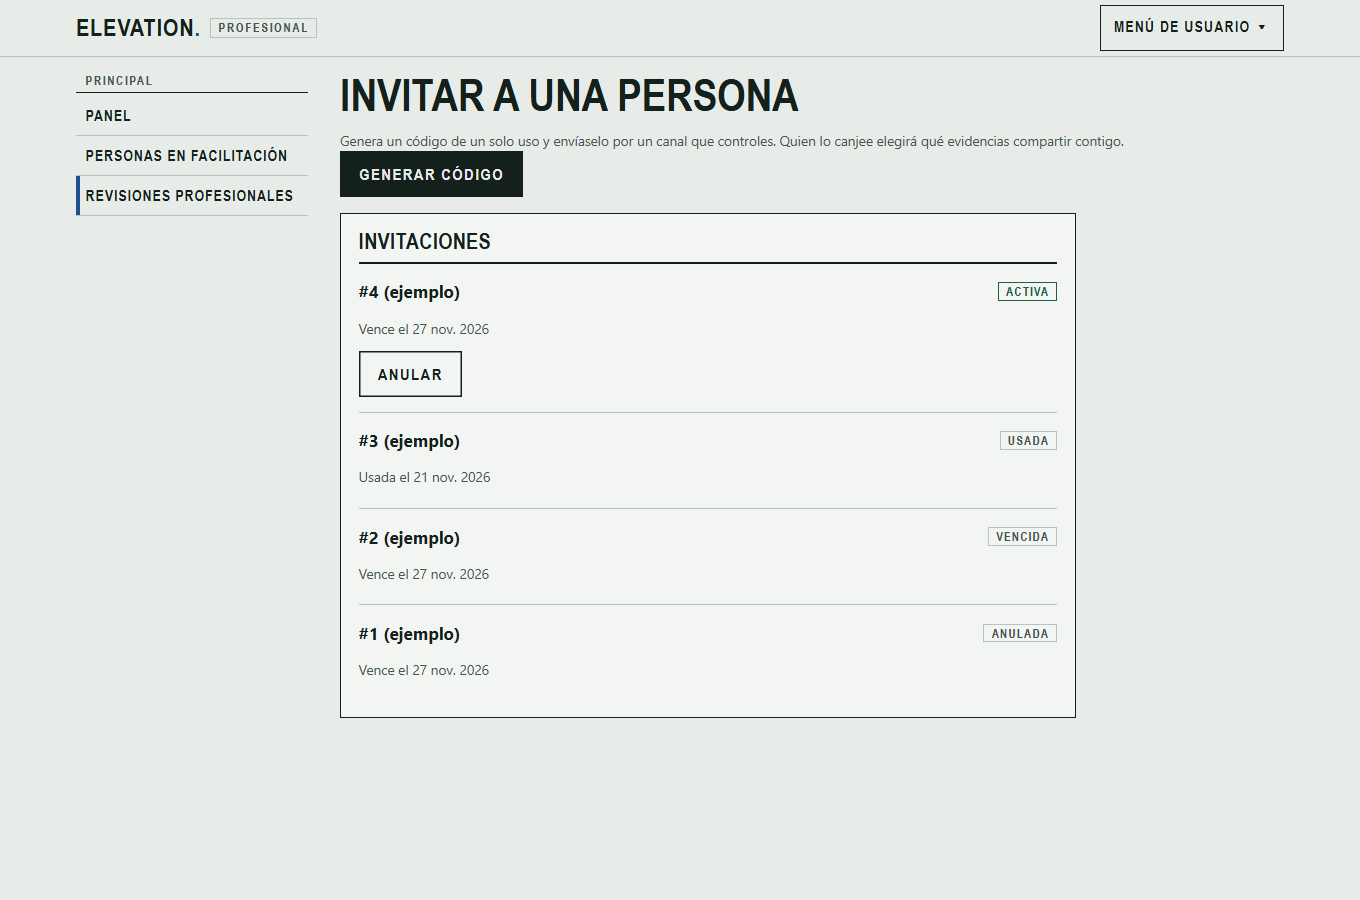 ELEVATION. PROFESIONAL
MENÚ DE USUARIO
PRINCIPAL
PANEL
PERSONAS EN FACILITACIÓN
REVISIONES PROFESIONALES
INVITAR A UNA PERSONA
Genera un código de un solo uso y envíaselo por un canal que controles. Quien lo canjee elegirá qué evidencias compartir contigo.
GENERAR CÓDIGO
INVITACIONES
#4 (ejemplo) ACTIVA
Vence el 27 nov. 2026
ANULAR
#3 (ejemplo) USADA
Usada el 21 nov. 2026
#2 (ejemplo) VENCIDA
Vence el 27 nov. 2026
#1 (ejemplo) ANULADA
Vence el 27 nov. 2026